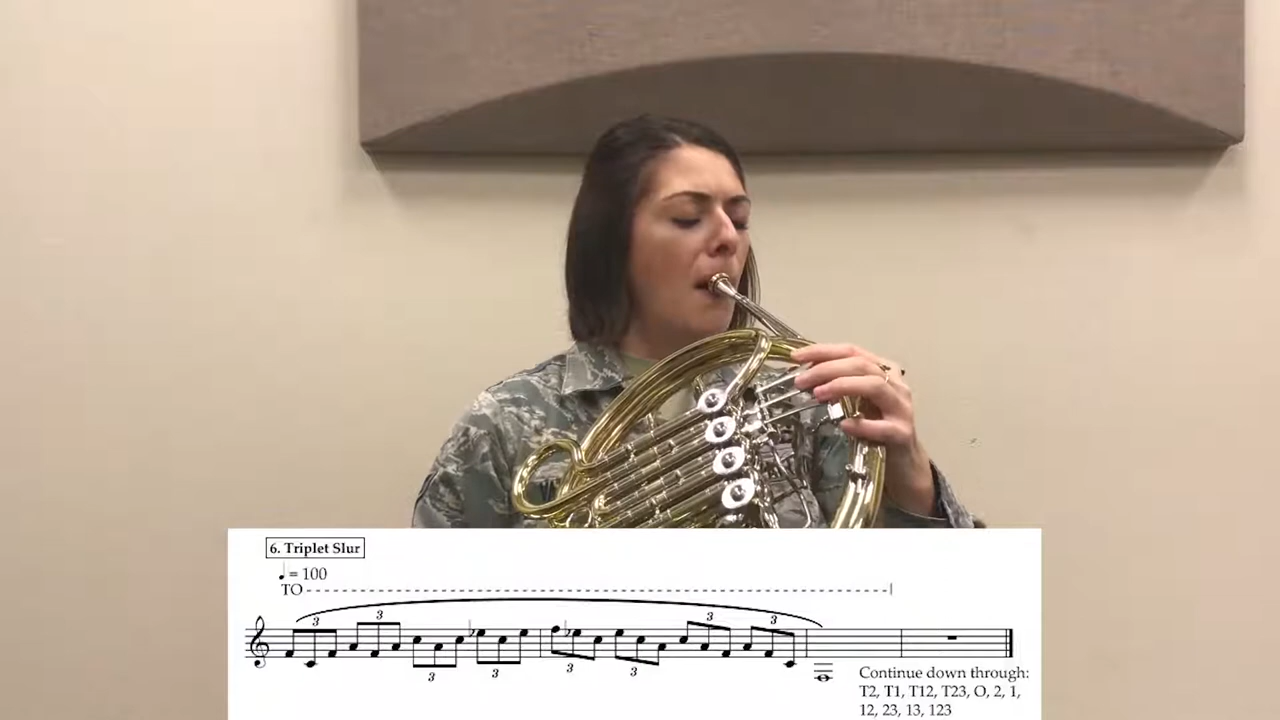 6. Triplet Slur
♩ = 100
TO
3 3
3 3
3 3
3 3
Continue down through:
T2, T1, T12, T23, O, 2, 1,
12, 23, 13, 123